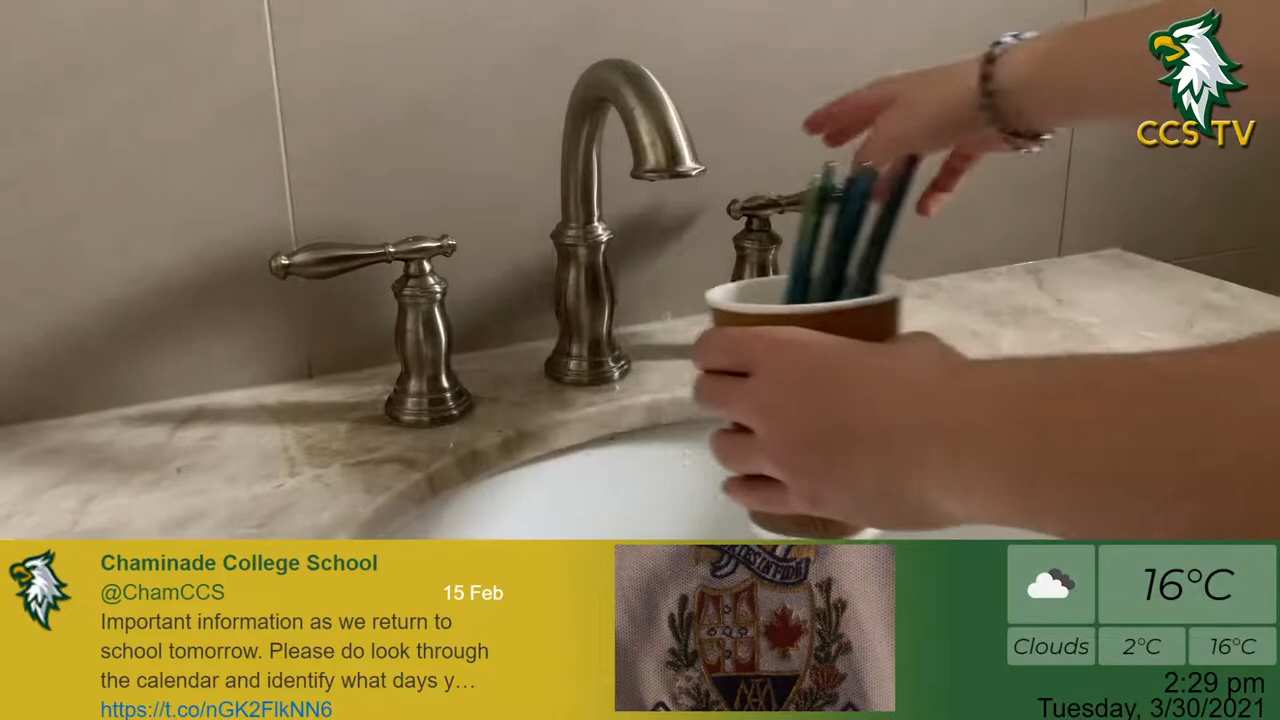 CCS TV
Chaminade College School
@ChamCCS
15 Feb
Important information as we return to
school tomorrow. Please do look through
the calendar and identify what days y…
https://t.co/nGK2FlkNN6
16°C
Clouds
2°C
16°C
2:29 pm
Tuesday, 3/30/2021